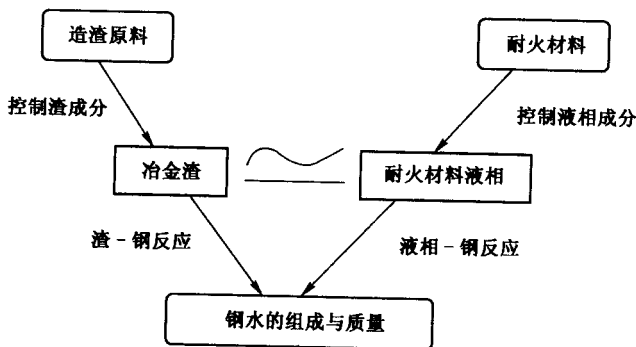 造渣原料
耐火材料
控制渣成分
控制液相成分
冶金渣
耐火材料液相
渣－钢反应
液相－钢反应
钢水的组成与质量